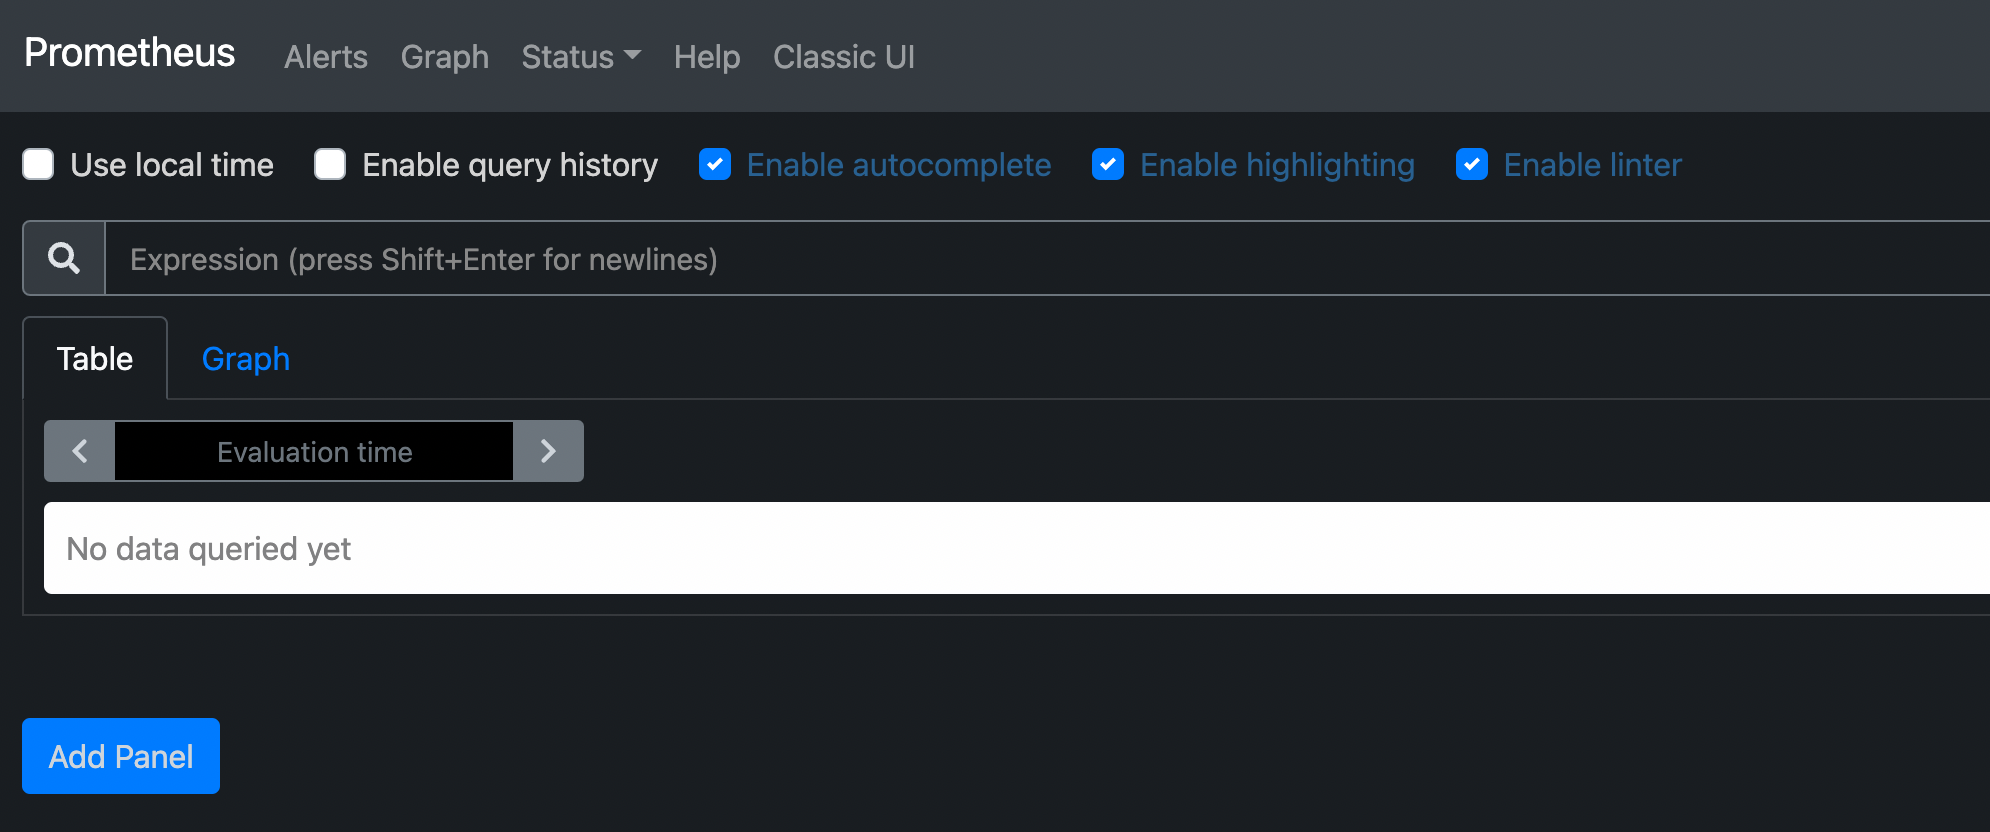 Prometheus Alerts Graph Status Help Classic UI
Use local time Enable query history Enable autocomplete Enable highlighting Enable linter
Expression (press Shift+Enter for newlines)
Table Graph
Evaluation time
No data queried yet
Add Panel